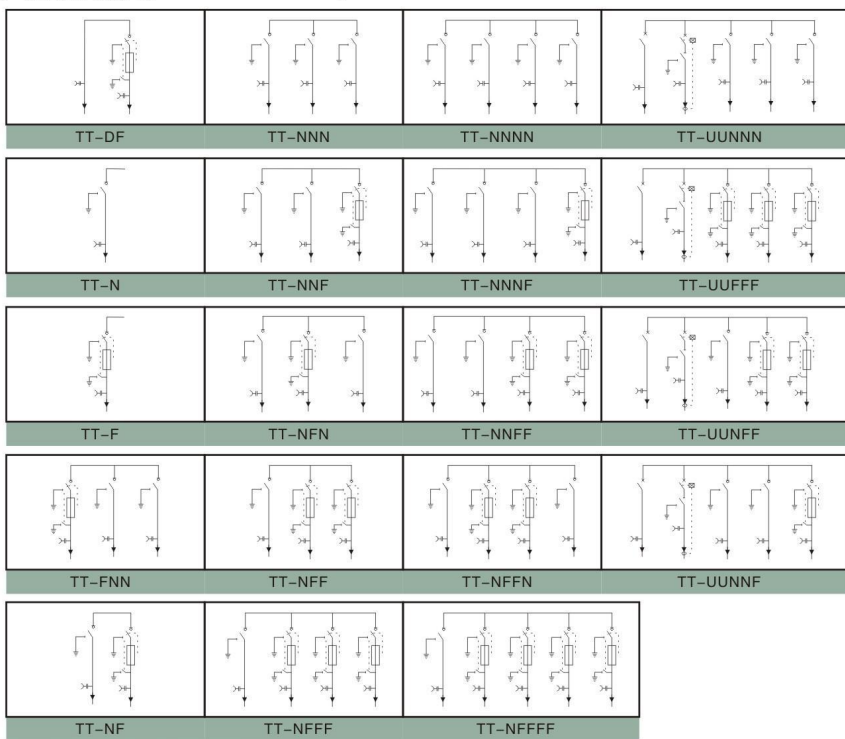 TT-DF TT-NNN TT-NNNN TT-UUNNN
TT-N TT-NNF TT-NNNF TT-UUFFF
TT-F TT-NFN TT-NNFF TT-UUNFF
TT-FNN TT-NFF TT-NFFN TT-UUNNF
TT-NF TT-NFFF TT-NFFFF